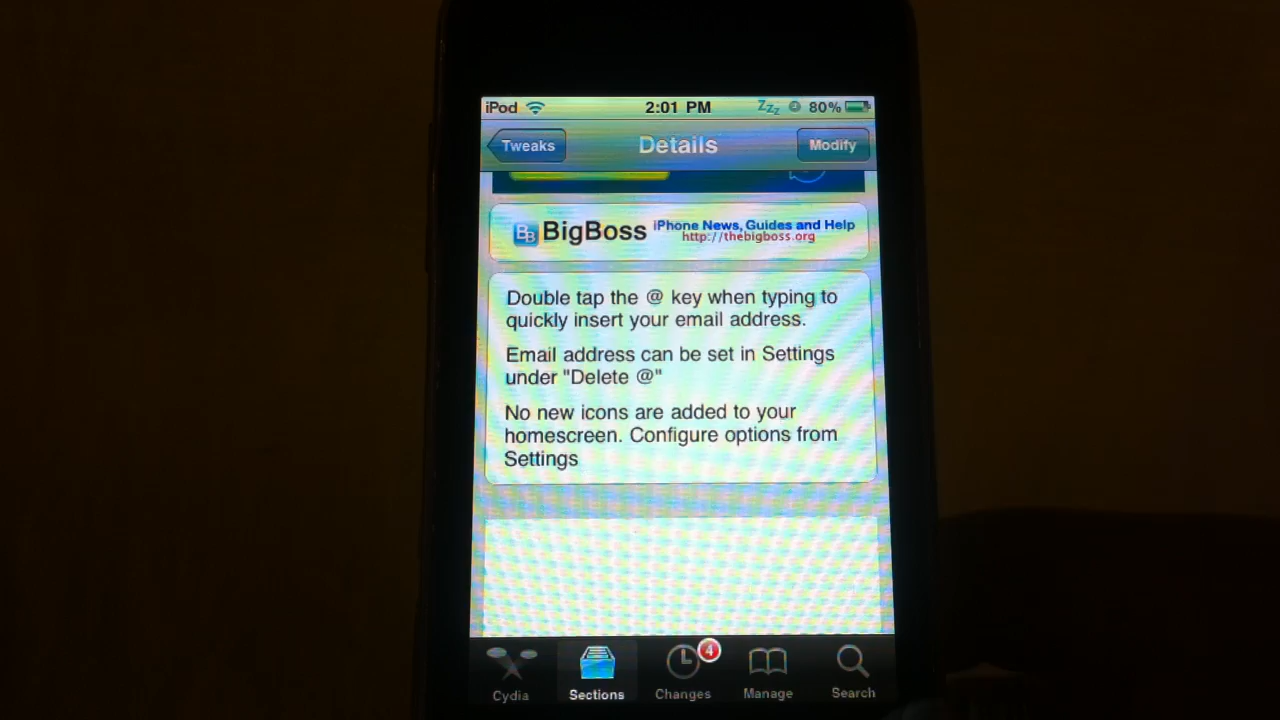 iPod 2:01 PM Zzz 80%
Tweaks Details Modify
BB BigBoss iPhone News, Guides and Help
http://thebigboss.org
Double tap the @ key when typing to
quickly insert your email address.
Email address can be set in Settings
under "Delete @"
No new icons are added to your
homescreen. Configure options from
Settings
4
Cydia Sections Changes Manage Search